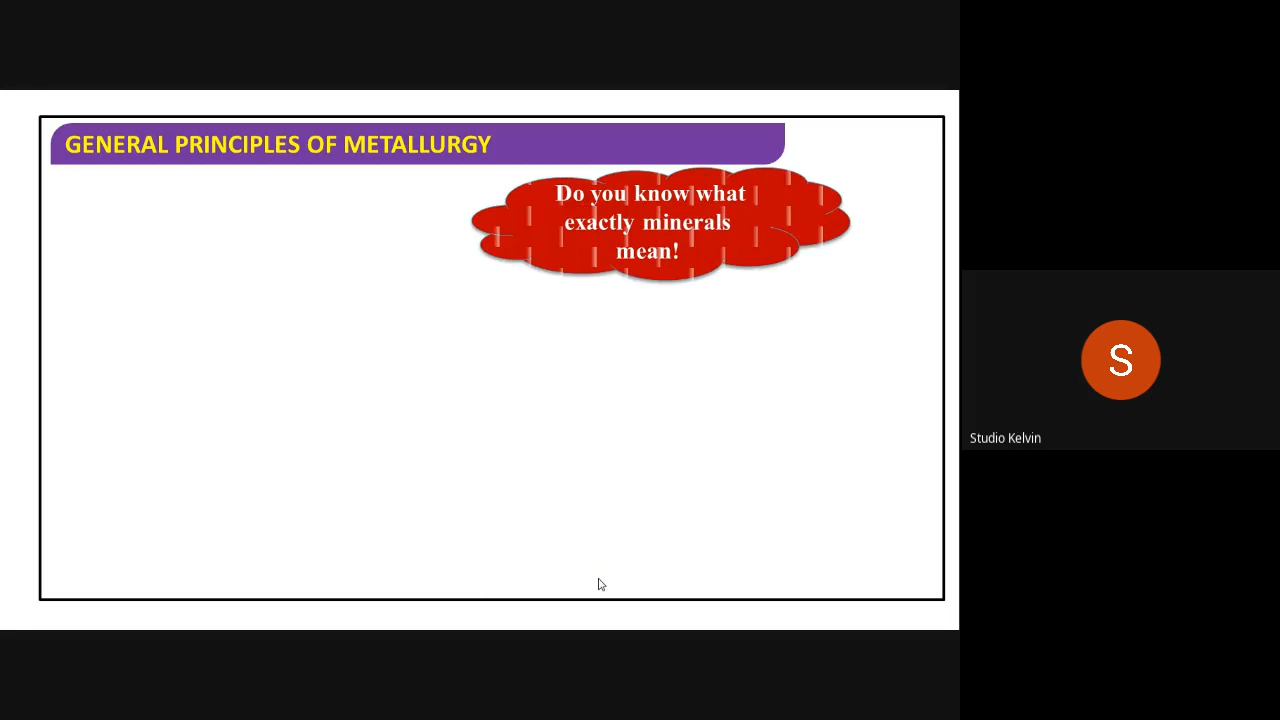 GENERAL PRINCIPLES OF METALLURGY
Do you know what
exactly minerals
mean!
S
Studio Kelvin